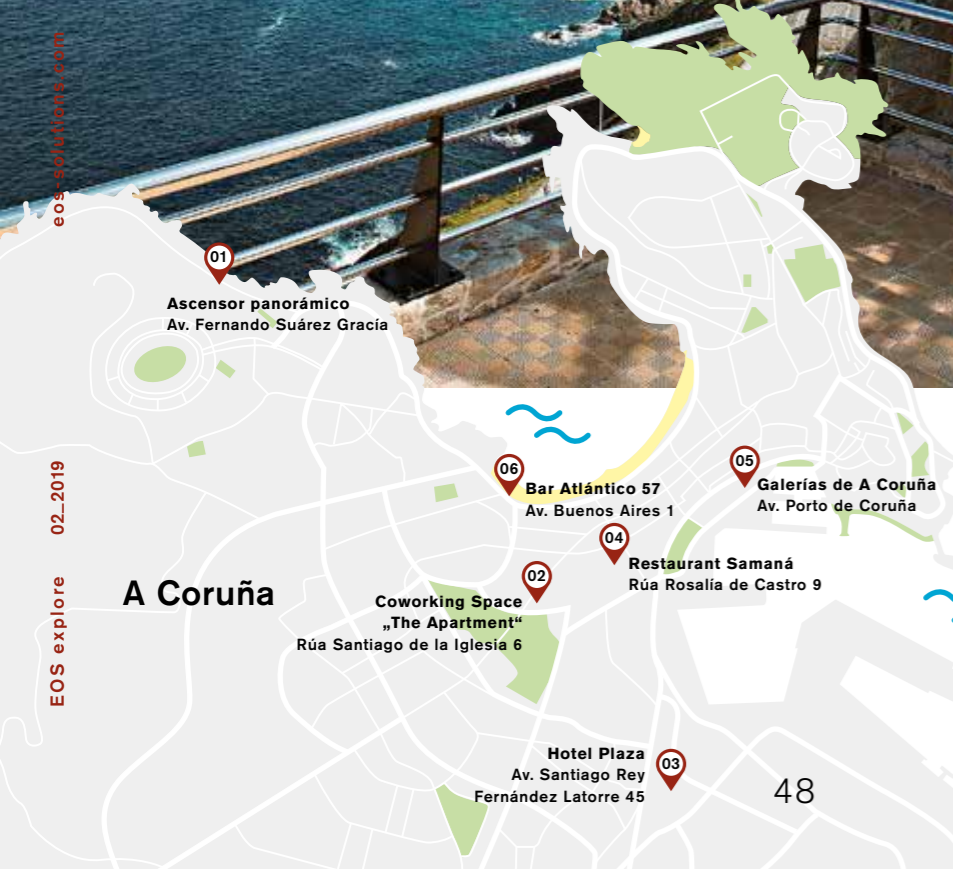 eos-solutions.com
01
Ascensor panorámico
Av. Fernando Suárez Gracía
06
Bar Atlántico 57
Av. Buenos Aires 1
05
Galerías de A Coruña
Av. Porto de Coruña
04
Restaurant Samaná
Rúa Rosalía de Castro 9
02
Coworking Space
„The Apartment“
Rúa Santiago de la Iglesia 6
A Coruña
02_2019
EOS explore
Hotel Plaza
Av. Santiago Rey
Fernández Latorre 45
03
48